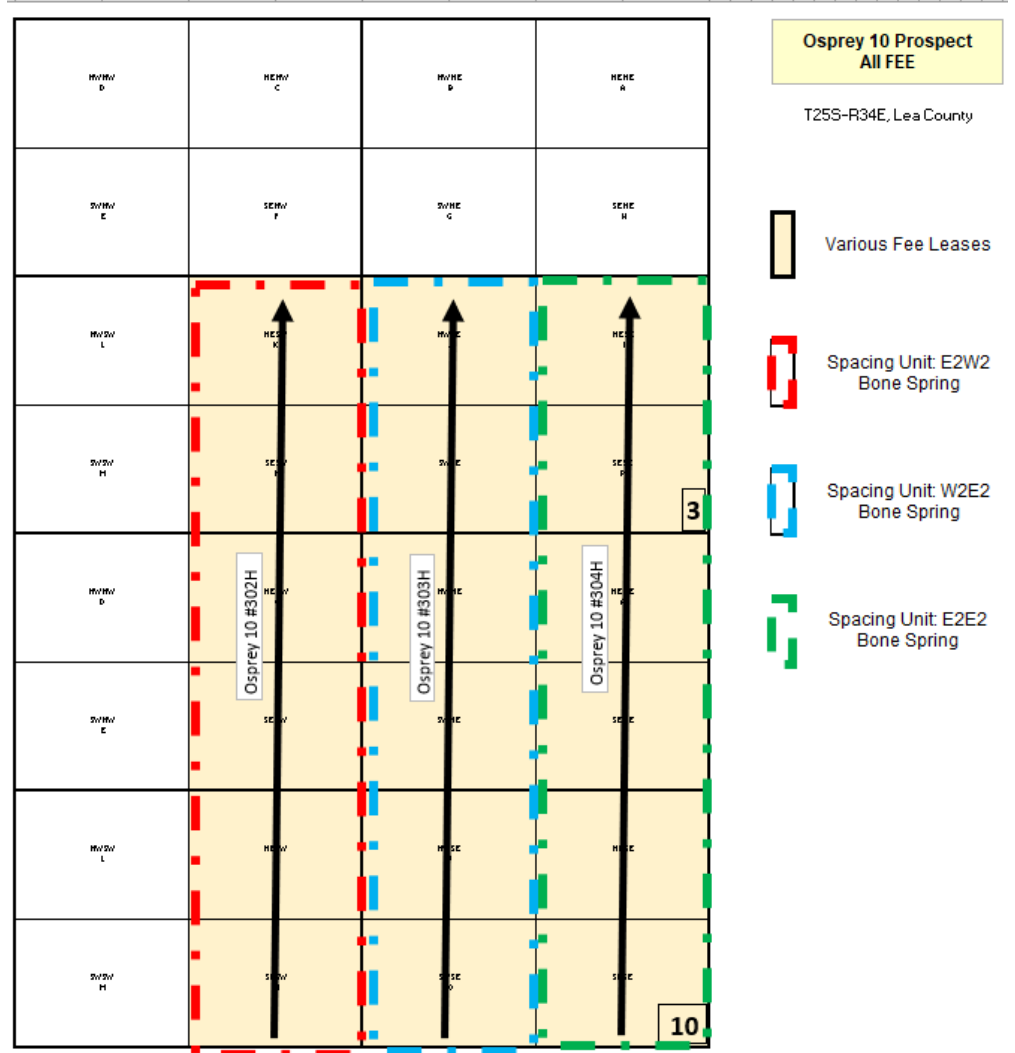 Osprey 10 Prospect
All FEE
T25S-R34E, Lea County
NWNW
D
NENW
C
NWNE
B
NENE
A
SWNW
E
SENW
F
SWNE
G
SENE
H
Various Fee Leases
NWSW
L
Spacing Unit: E2W2
Bone Spring
SWSW
M
3
Spacing Unit: W2E2
Bone Spring
NWNW
D
Osprey 10 #302H
Osprey 10 #303H
Osprey 10 #304H
Spacing Unit: E2E2
Bone Spring
SWNW
E
NWSW
L
SWSW
M
10